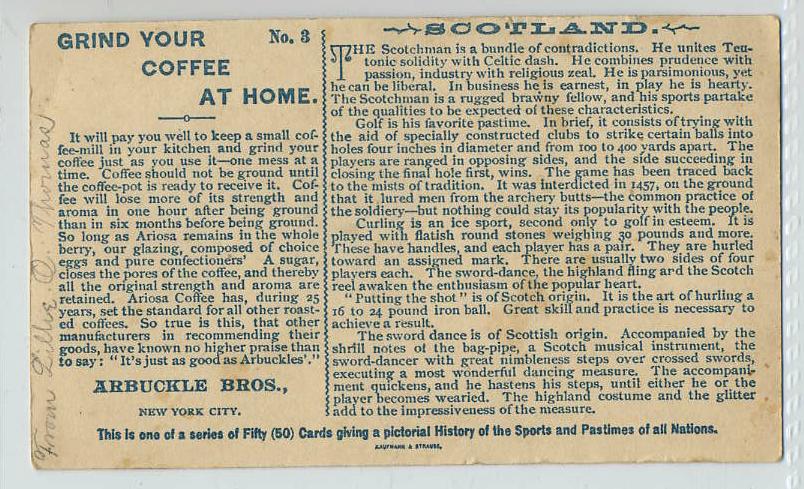 GRIND YOUR No. 3
COFFEE
AT HOME.
It will pay you well to keep a small cof-
fee-mill in your kitchen and grind your
coffee just as you use it—one mess at a
time. Coffee should not be ground until
the coffee-pot is ready to receive it. Cof-
fee will lose more of its strength and
aroma in one hour after being ground
than in six months before being ground.
So long as Ariosa remains in the whole
berry, our glazing, composed of choice
eggs and pure confectioners' A sugar,
closes the pores of the coffee, and thereby
all the original strength and aroma are
retained. Ariosa Coffee has, during 25
years, set the standard for all other roast-
ed coffees. So true is this, that other
manufacturers in recommending their
goods, have known no higher praise than
to say: "It's just as good as Arbuckles'."
ARBUCKLE BROS.,
NEW YORK CITY.
SCOTLAND.
THE Scotchman is a bundle of contradictions. He unites Teu-
tonic solidity with Celtic dash. He combines prudence with
passion, industry with religious zeal. He is parsimonious, yet
he can be liberal. In business he is earnest, in play he is hearty.
The Scotchman is a rugged brawny fellow, and his sports partake
of the qualities to be expected of these characteristics.
Golf is his favorite pastime. In brief, it consists of trying with
the aid of specially constructed clubs to strike certain balls into
holes four inches in diameter and from 100 to 400 yards apart. The
players are ranged in opposing sides, and the side succeeding in
closing the final hole first, wins. The game has been traced back
to the mists of tradition. It was interdicted in 1457, on the ground
that it lured men from the archery butts—the common practice of
the soldiery—but nothing could stay its popularity with the people.
Curling is an ice sport, second only to golf in esteem. It is
played with flatish round stones weighing 30 pounds and more.
These have handles, and each player has a pair. They are hurled
toward an assigned mark. There are usually two sides of four
players each. The sword-dance, the highland fling and the Scotch
reel awaken the enthusiasm of the popular heart.
"Putting the shot" is of Scotch origin. It is the art of hurling a
16 to 24 pound iron ball. Great skill and practice is necessary to
achieve a result.
The sword dance is of Scottish origin. Accompanied by the
shrill notes of the bag-pipe, a Scotch musical instrument, the
sword-dancer with great nimbleness steps over crossed swords,
executing a most wonderful dancing measure. The accompani-
ment quickens, and he hastens his steps, until either he or the
player becomes wearied. The highland costume and the glitter
add to the impressiveness of the measure.
This is one of a series of Fifty (50) Cards giving a pictorial History of the Sports and Pastimes of all Nations.
KAUFMANN & STRAUSS,
From Lillie O. Thomas